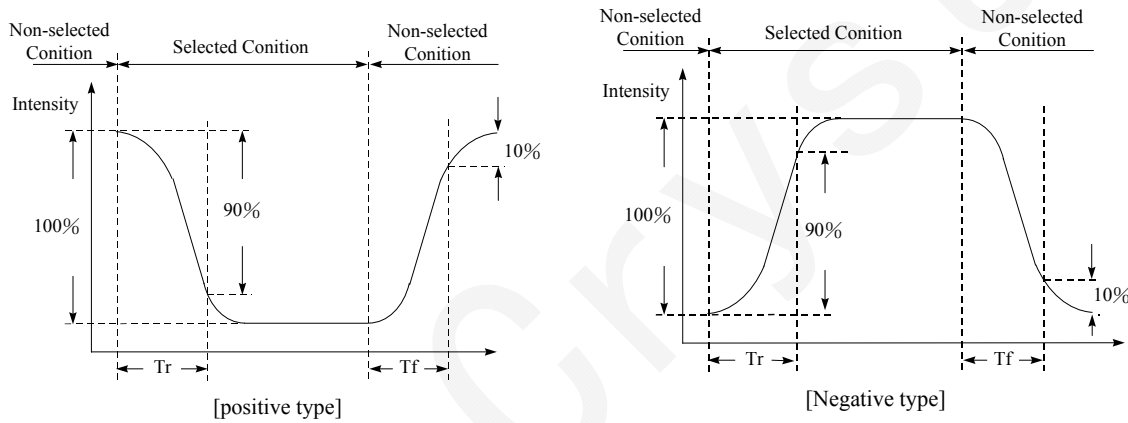 Non-selected
Conition
Selected Conition
Non-selected
Conition
Intensity
10%
90%
100%
Tr
Tf
[positive type]
Non-selected
Conition
Selected Conition
Non-selected
Conition
Intensity
100%
90%
10%
Tr
Tf
[Negative type]
Crys